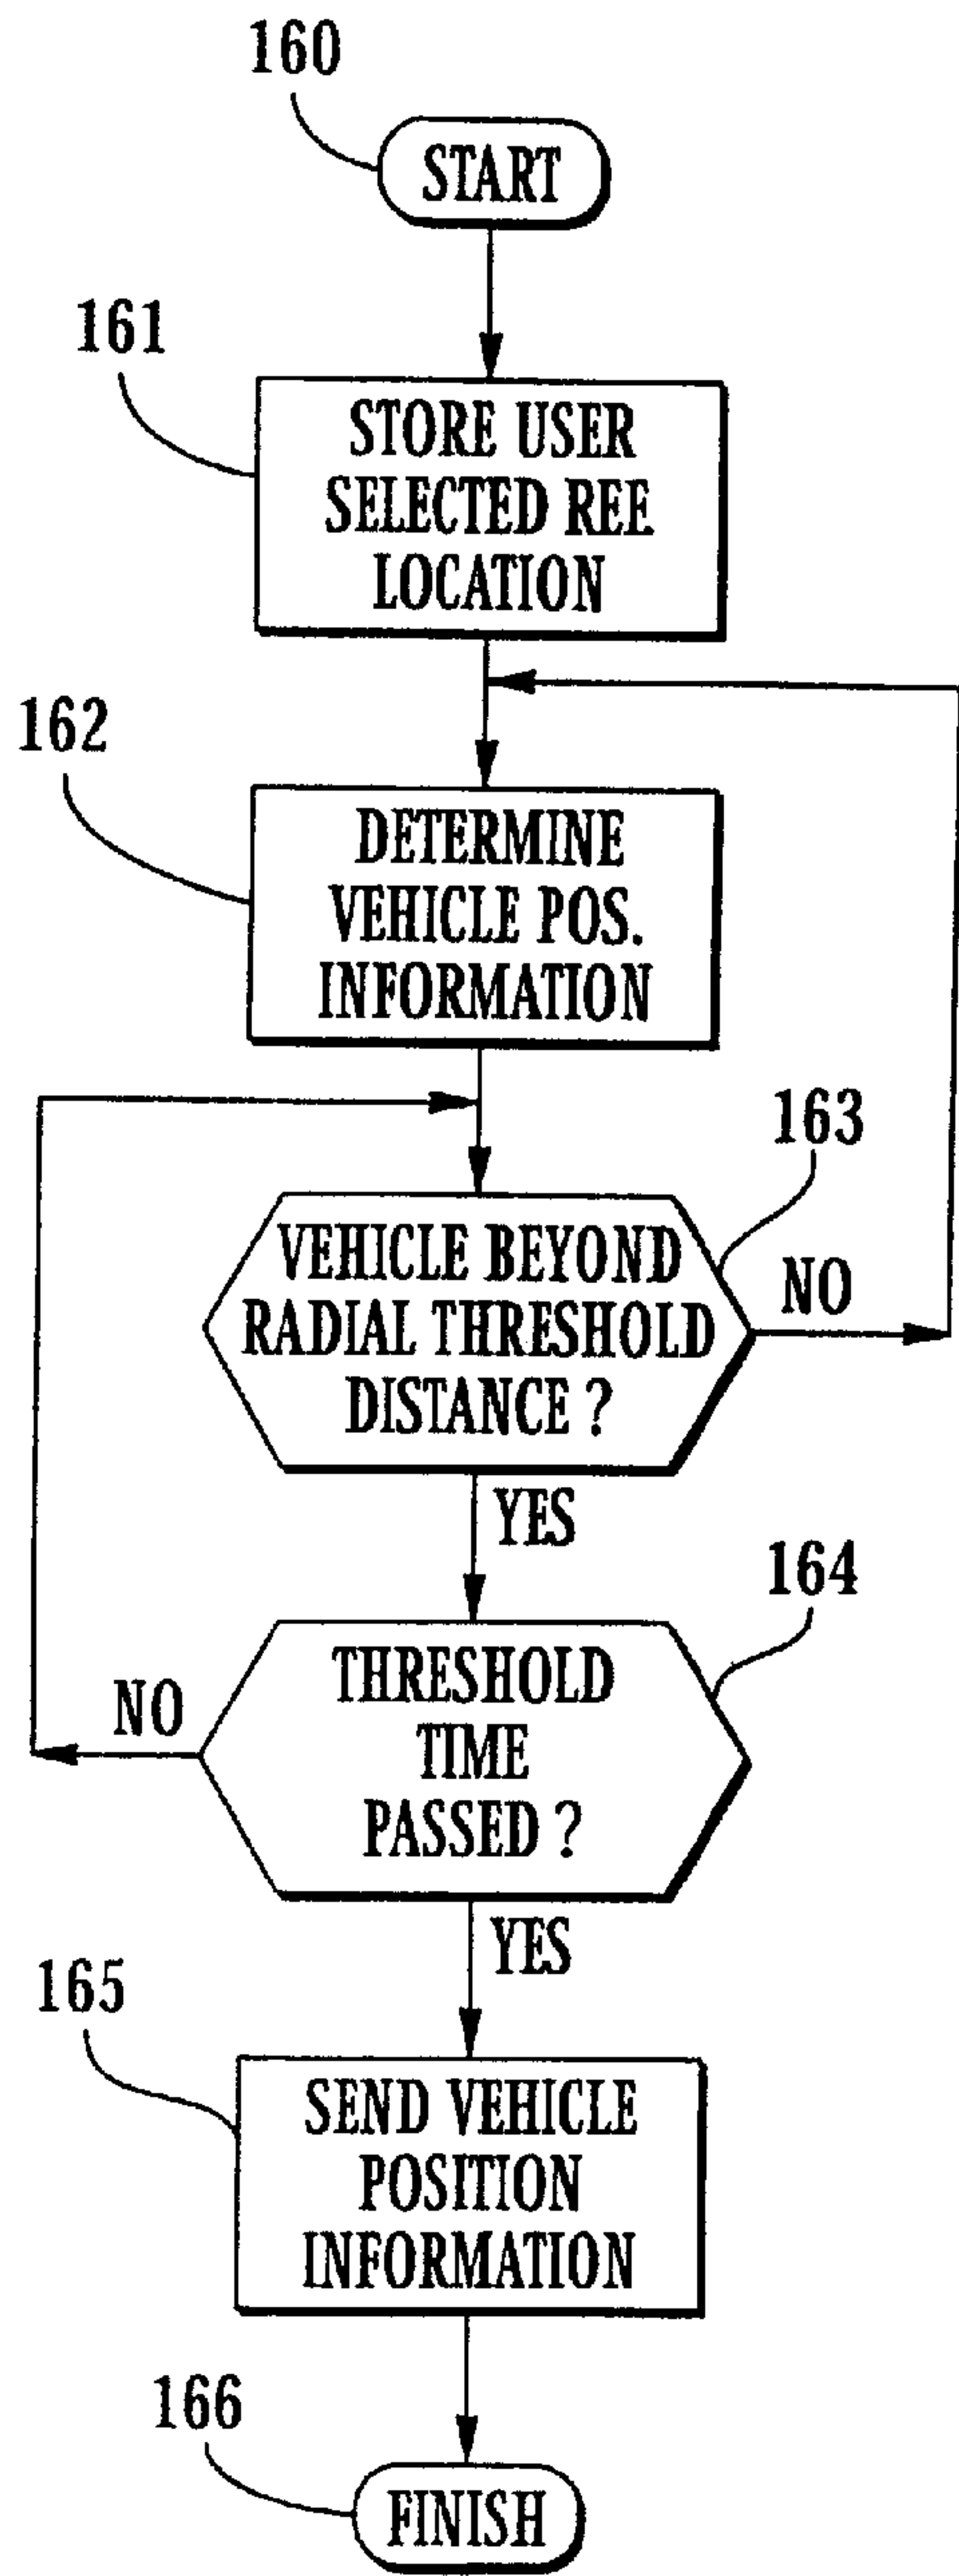 160
START
161
STORE USER
SELECTED REE
LOCATION
162
DETERMINE
VEHICLE POS.
INFORMATION
163
VEHICLE BEYOND
RADIAL THRESHOLD
DISTANCE ?
NO
YES
164
THRESHOLD
TIME
PASSED ?
NO
YES
165
SEND VEHICLE
POSITION
INFORMATION
166
FINISH